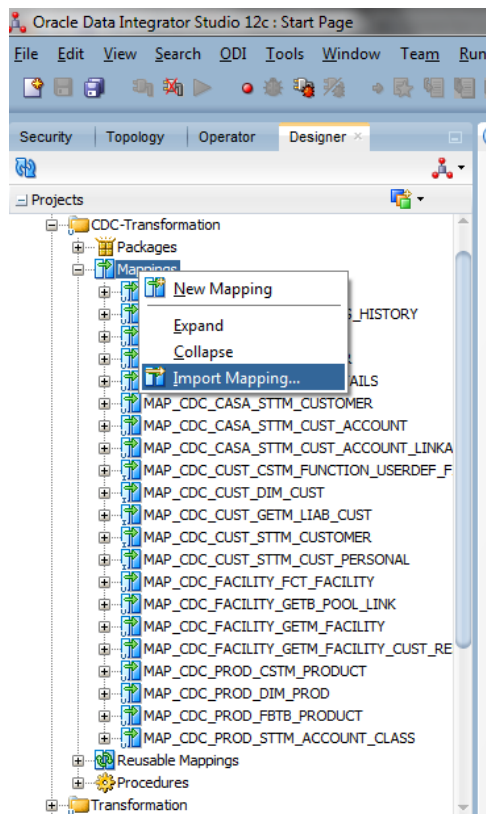 Oracle Data Integrator Studio 12c : Start Page
File Edit View Search ODI Tools Window Team Run
Security Topology Operator Designer
Projects
CDC-Transformation
Packages
Mappings
New Mapping
S_HISTORY
Expand
Collapse
Import Mapping...
AILS
MAP_CDC_CASA_STTM_CUSTOMER
MAP_CDC_CASA_STTM_CUST_ACCOUNT
MAP_CDC_CASA_STTM_CUST_ACCOUNT_LINKA
MAP_CDC_CUST_CSTM_FUNCTION_USERDEF_F
MAP_CDC_CUST_DIM_CUST
MAP_CDC_CUST_GETM_LIAB_CUST
MAP_CDC_CUST_STTM_CUSTOMER
MAP_CDC_CUST_STTM_CUST_PERSONAL
MAP_CDC_FACILITY_FCT_FACILITY
MAP_CDC_FACILITY_GETB_POOL_LINK
MAP_CDC_FACILITY_GETM_FACILITY
MAP_CDC_FACILITY_GETM_FACILITY_CUST_RE
MAP_CDC_PROD_CSTM_PRODUCT
MAP_CDC_PROD_DIM_PROD
MAP_CDC_PROD_FBTB_PRODUCT
MAP_CDC_PROD_STTM_ACCOUNT_CLASS
Reusable Mappings
Procedures
Transformation